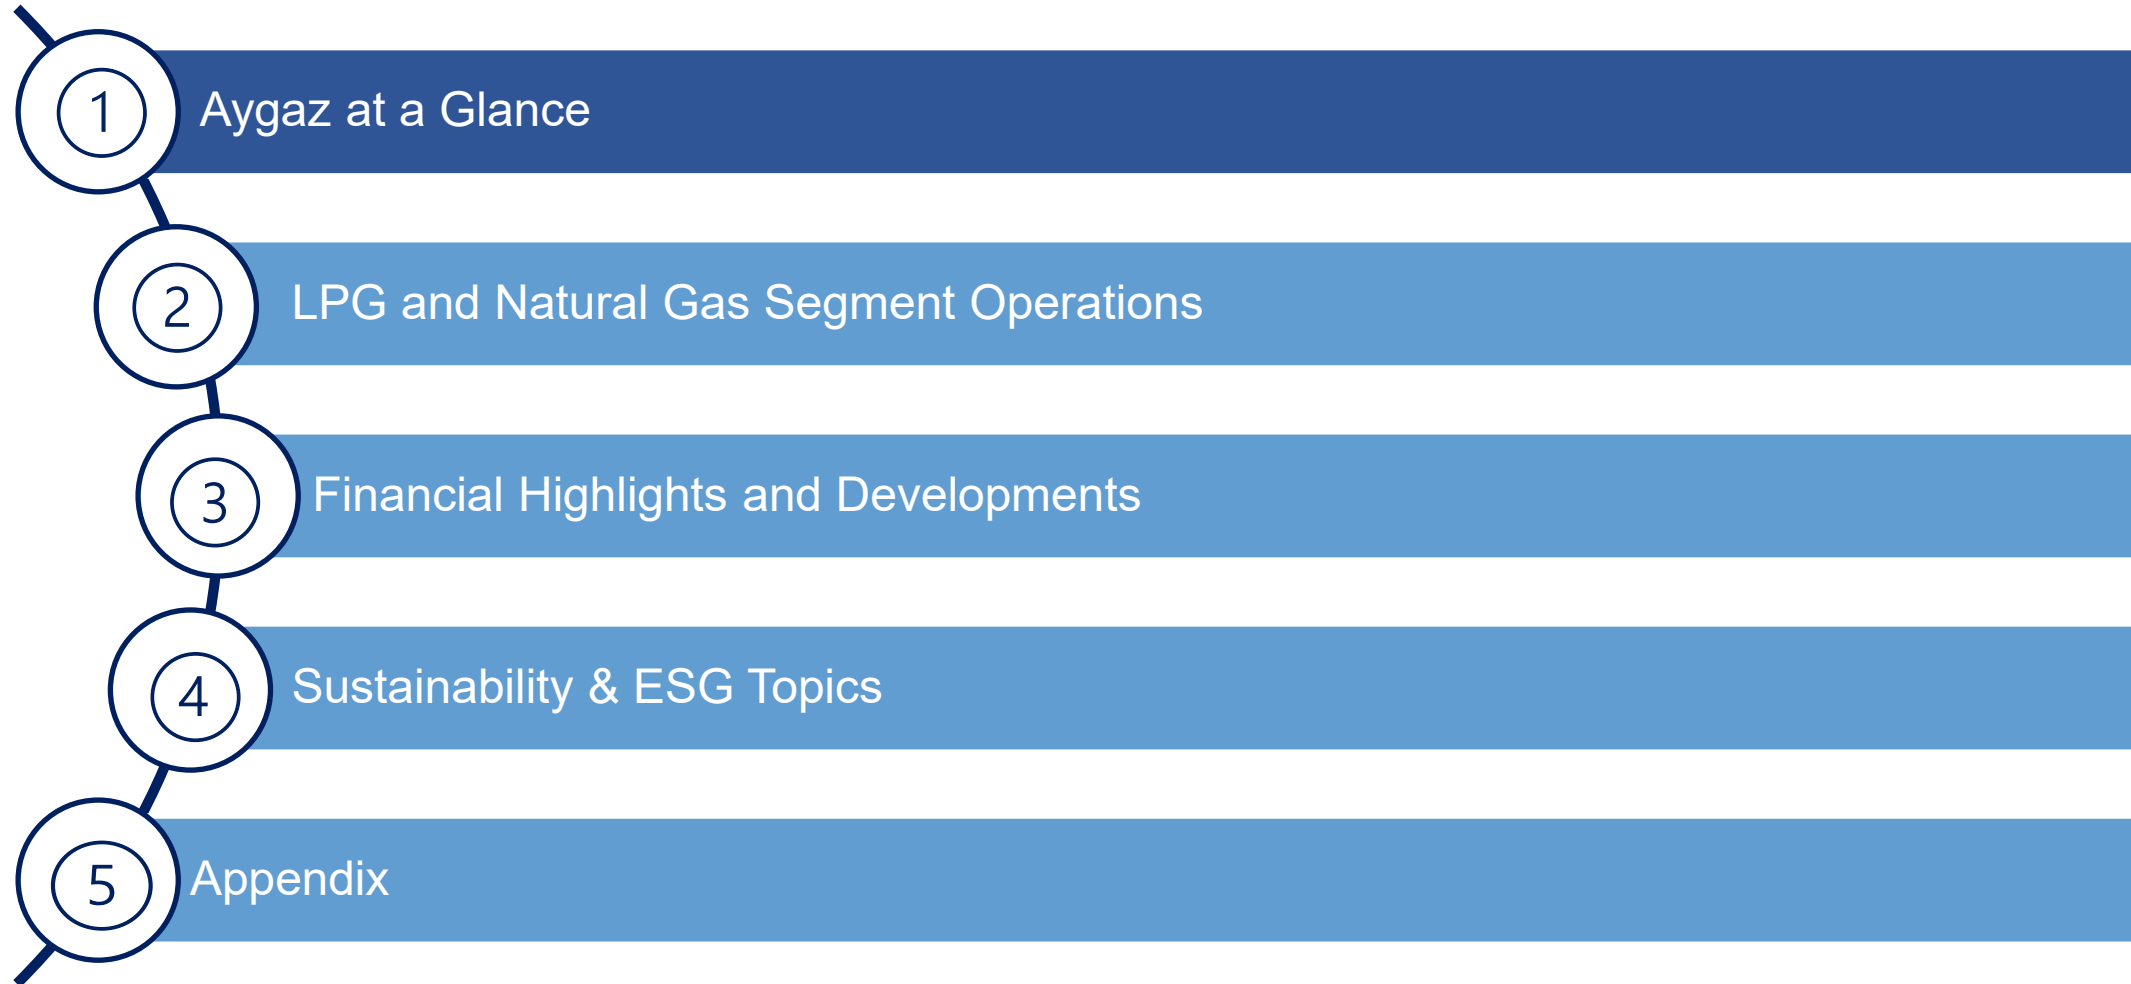 1 Aygaz at a Glance
2 LPG and Natural Gas Segment Operations
3 Financial Highlights and Developments
4 Sustainability & ESG Topics
5 Appendix